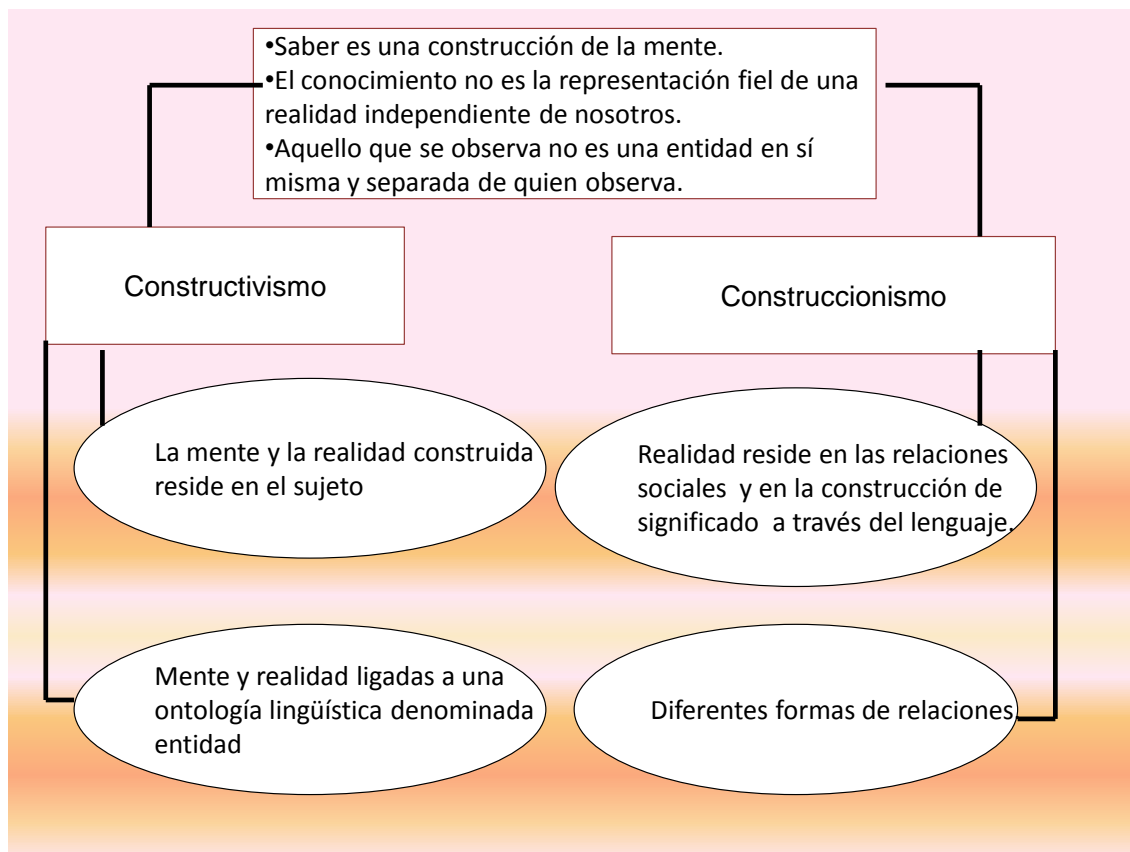 •Saber es una construcción de la mente.
•El conocimiento no es la representación fiel de una
realidad independiente de nosotros.
•Aquello que se observa no es una entidad en sí
misma y separada de quien observa.
Constructivismo
Construccionismo
La mente y la realidad construida
reside en el sujeto
Realidad reside en las relaciones
sociales y en la construcción de
significado a través del lenguaje.
Mente y realidad ligadas a una
ontología lingüística denominada
entidad
Diferentes formas de relaciones